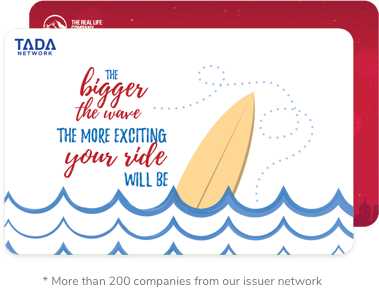 THE REAL LIFE
COMPANY
TADA
NETWORK
THE
bigger
the wave
THE MORE EXCITING
your ride
WILL BE
* More than 200 companies from our issuer network